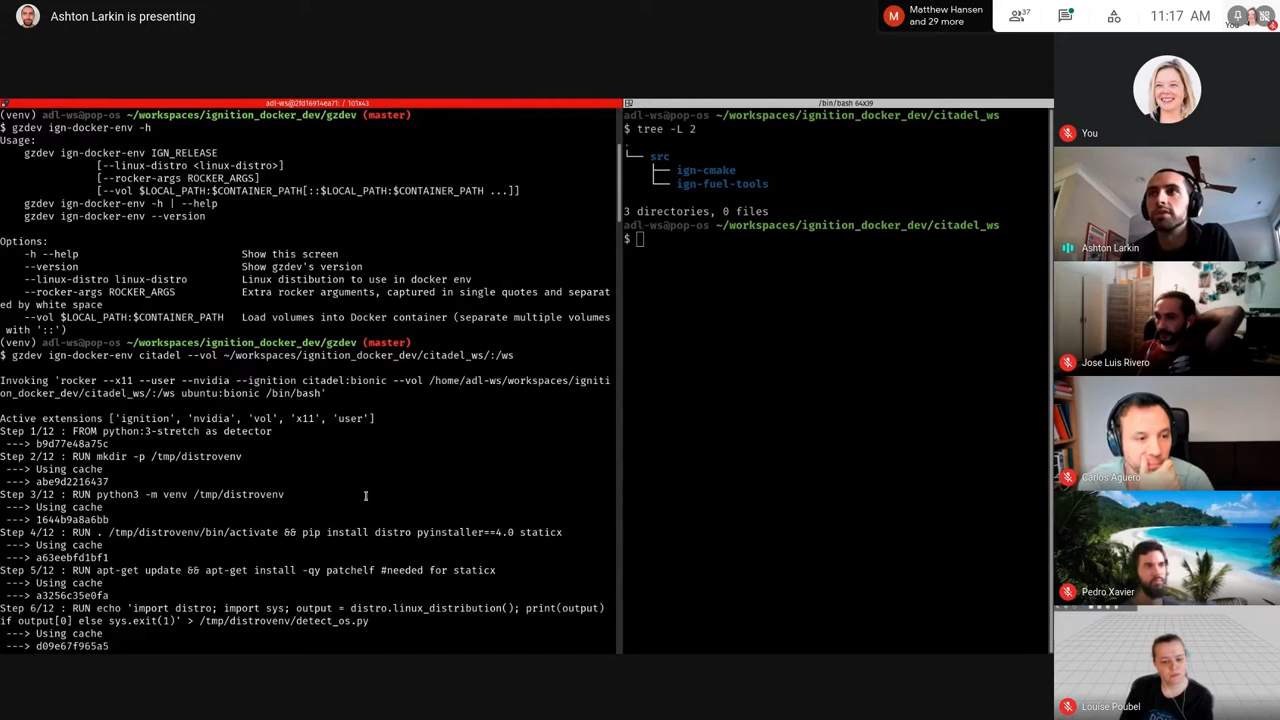 Ashton Larkin is presenting
Matthew Hansen
and 29 more
M
37
11:17 AM
You
adl-ws@2fd16914ea71: / 101x43
(venv) adl-ws@pop-os ~/workspaces/ignition_docker_dev/gzdev (master)
$ gzdev ign-docker-env -h
Usage:
gzdev ign-docker-env IGN_RELEASE
[--linux-distro <linux-distro>]
[--rocker-args ROCKER_ARGS]
[--vol $LOCAL_PATH:$CONTAINER_PATH[::$LOCAL_PATH:$CONTAINER_PATH ...]]
gzdev ign-docker-env -h | --help
gzdev ign-docker-env --version
Options:
-h --help Show this screen
--version Show gzdev's version
--linux-distro linux-distro Linux distibution to use in docker env
--rocker-args ROCKER_ARGS Extra rocker arguments, captured in single quotes and separat
ed by white space
--vol $LOCAL_PATH:$CONTAINER_PATH Load volumes into Docker container (separate multiple volumes
with '::')
(venv) adl-ws@pop-os ~/workspaces/ignition_docker_dev/gzdev (master)
$ gzdev ign-docker-env citadel --vol ~/workspaces/ignition_docker_dev/citadel_ws/:/ws
Invoking 'rocker --x11 --user --nvidia --ignition citadel:bionic --vol /home/adl-ws/workspaces/igniti
on_docker_dev/citadel_ws/:/ws ubuntu:bionic /bin/bash'
Active extensions ['ignition', 'nvidia', 'vol', 'x11', 'user']
Step 1/12 : FROM python:3-stretch as detector
---> b9d77e48a75c
Step 2/12 : RUN mkdir -p /tmp/distrovenv
---> Using cache
---> abe9d2216437
Step 3/12 : RUN python3 -m venv /tmp/distrovenv
---> Using cache
---> 1644b9a8a6bb
Step 4/12 : RUN . /tmp/distrovenv/bin/activate && pip install distro pyinstaller==4.0 staticx
---> Using cache
---> a63eebfd1bf1
Step 5/12 : RUN apt-get update && apt-get install -qy patchelf #needed for staticx
---> Using cache
---> a3256c35e0fa
Step 6/12 : RUN echo 'import distro; import sys; output = distro.linux_distribution(); print(output)
if output[0] else sys.exit(1)' > /tmp/distrovenv/detect_os.py
---> Using cache
---> d09e67f965a5
/bin/bash 64x39
adl-ws@pop-os ~/workspaces/ignition_docker_dev/citadel_ws
$ tree -L 2
.
└── src
├── ign-cmake
└── ign-fuel-tools
3 directories, 0 files
adl-ws@pop-os ~/workspaces/ignition_docker_dev/citadel_ws
$
You
Ashton Larkin
Jose Luis Rivero
Carlos Agüero
Pedro Xavier
Louise Poubel